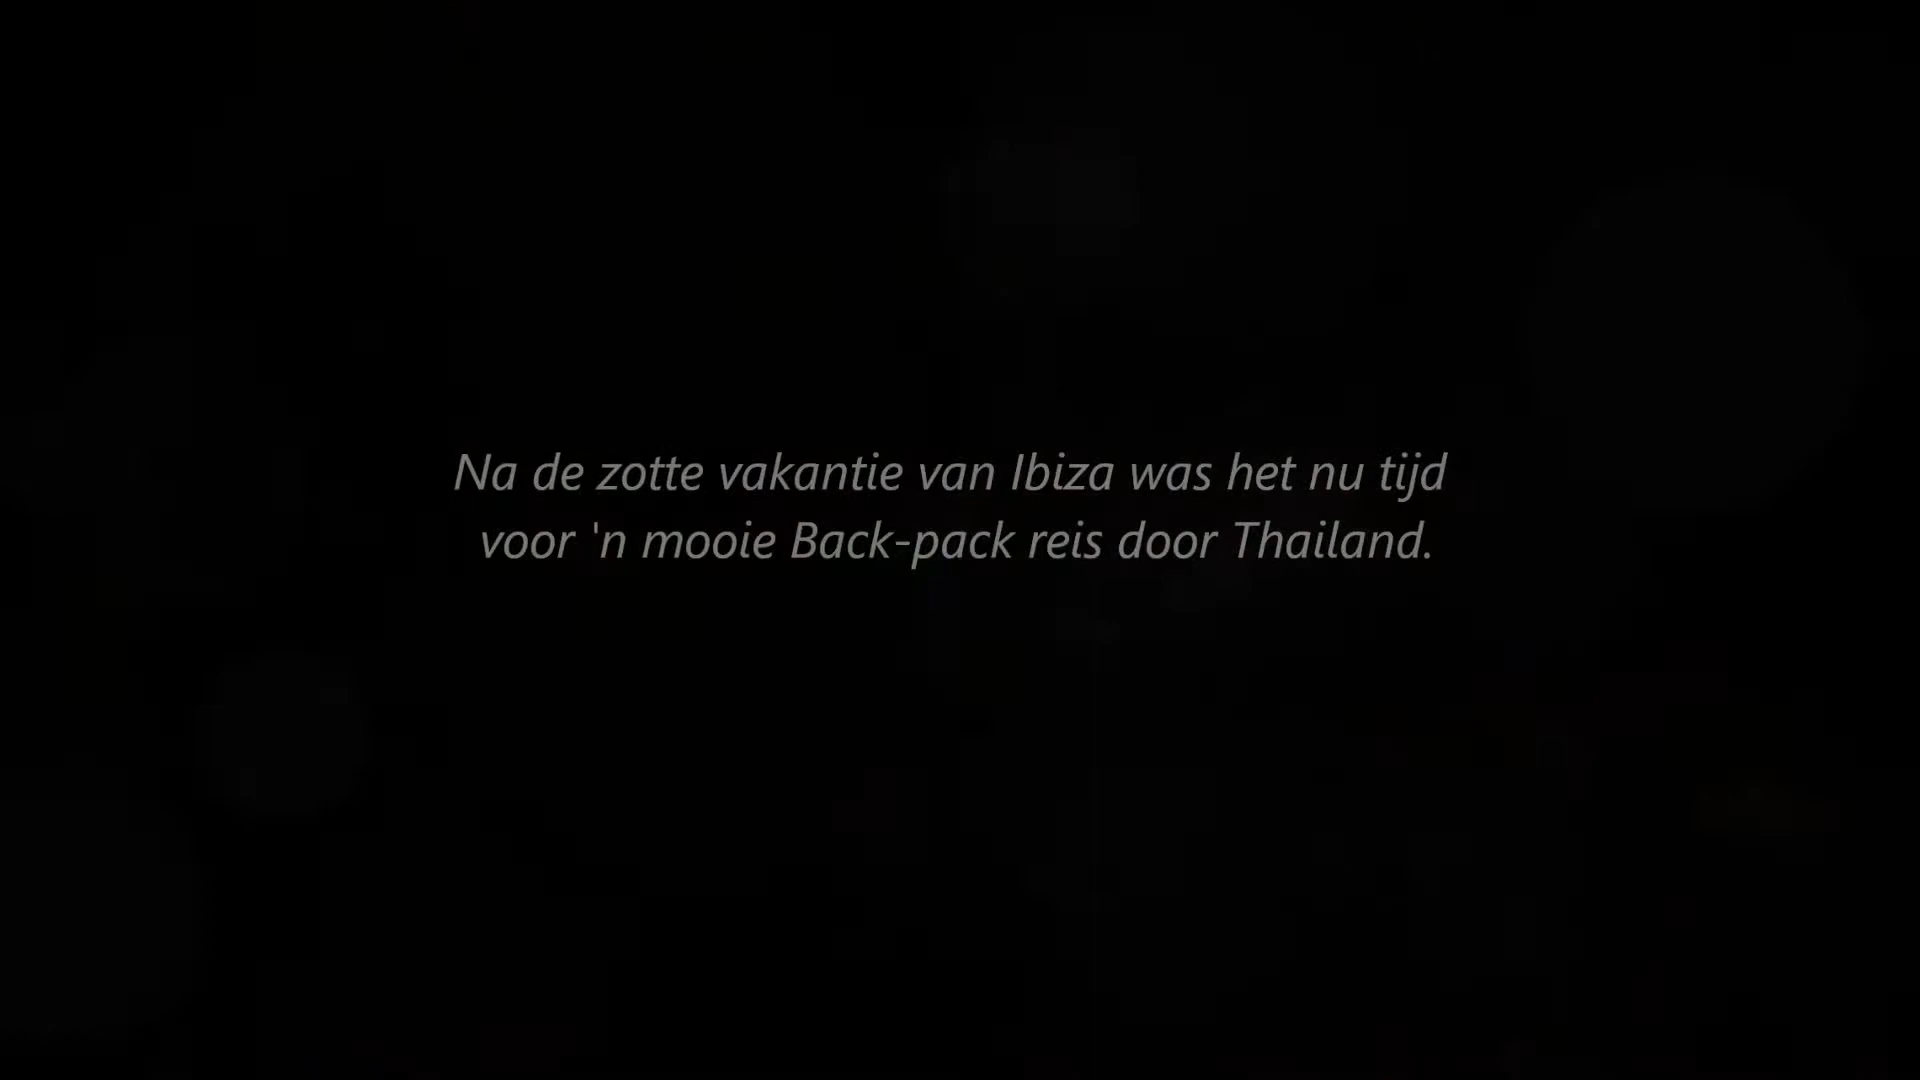 Na de zotte vakantie van Ibiza was het nu tijd
voor 'n mooie Back-pack reis door Thailand.